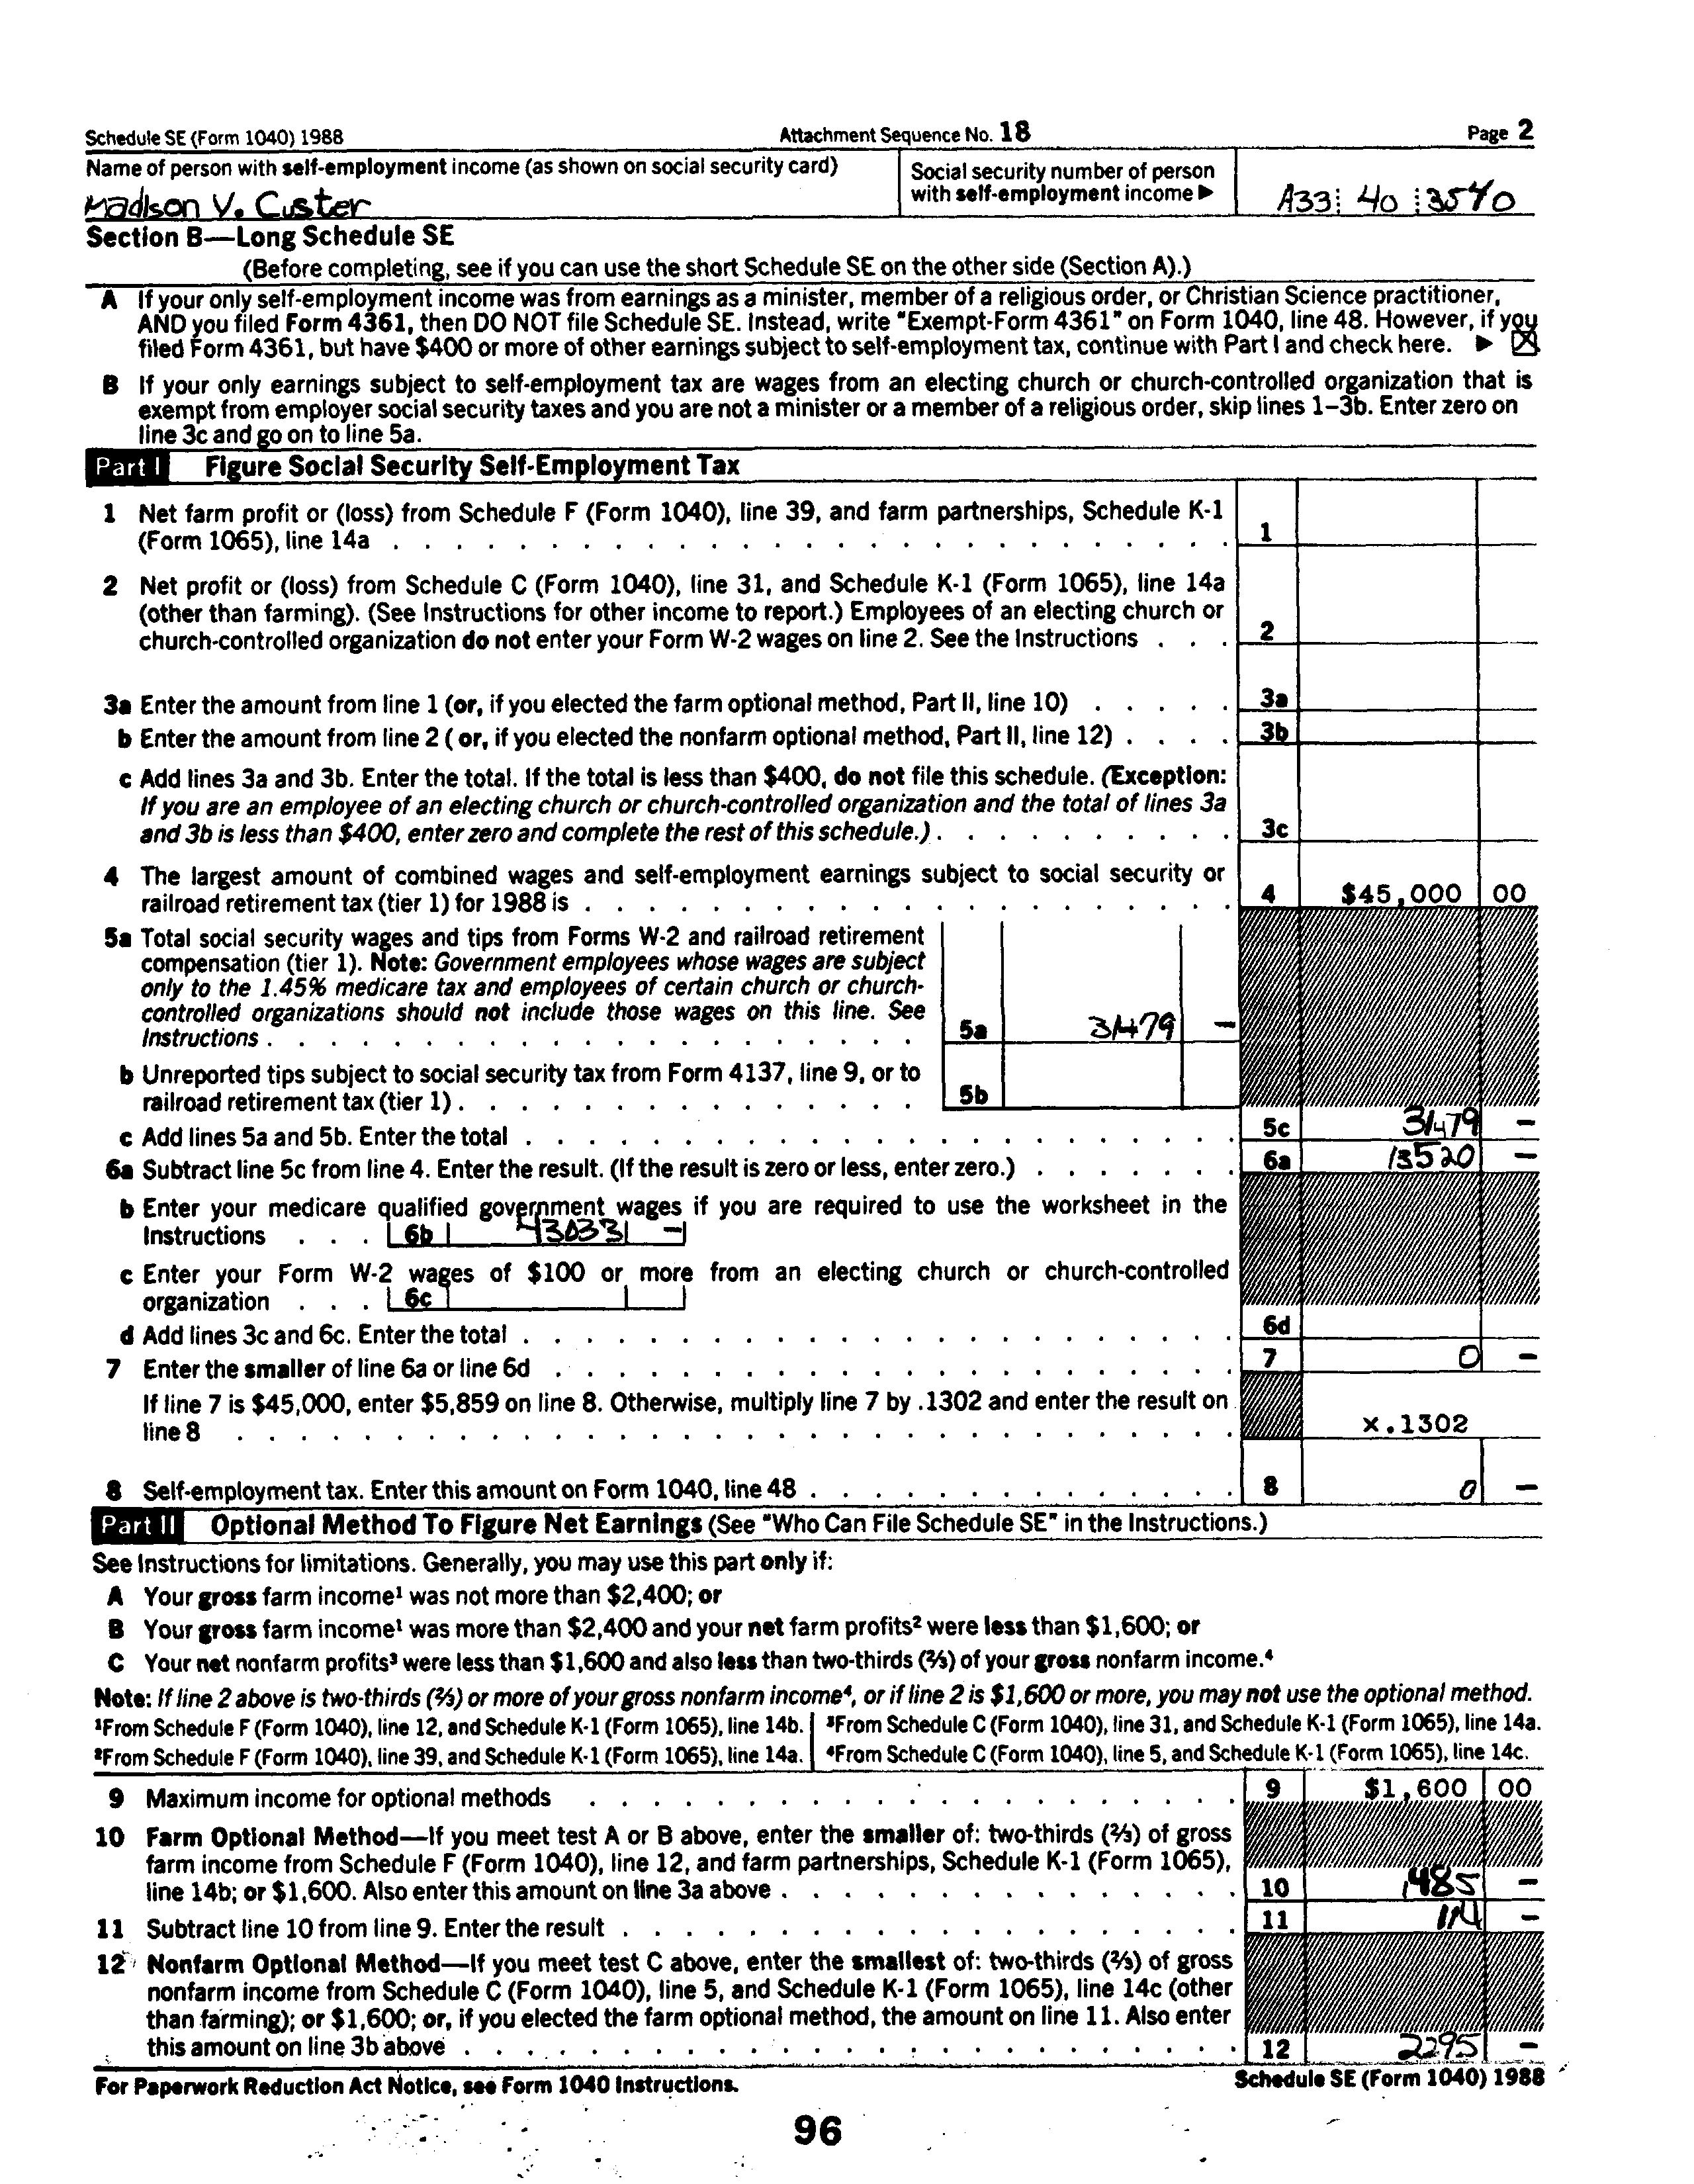 Schedule SE (Form 1040) 1988 Attachment Sequence No. 18 Page 2
Name of person with self-employment income (as shown on social security card)
Madison V. Custer
Social security number of person
with self-employment income ▶ A33 40 3540
Section B—Long Schedule SE
(Before completing, see if you can use the short Schedule SE on the other side (Section A).)
A If your only self-employment income was from earnings as a minister, member of a religious order, or Christian Science practitioner,
AND you filed Form 4361, then DO NOT file Schedule SE. Instead, write "Exempt-Form 4361" on Form 1040, line 48. However, if you
filed Form 4361, but have $400 or more of other earnings subject to self-employment tax, continue with Part I and check here. ▶ ☒
B If your only earnings subject to self-employment tax are wages from an electing church or church-controlled organization that is
exempt from employer social security taxes and you are not a minister or a member of a religious order, skip lines 1–3b. Enter zero on
line 3c and go on to line 5a.
Part I Figure Social Security Self-Employment Tax
1 Net farm profit or (loss) from Schedule F (Form 1040), line 39, and farm partnerships, Schedule K-1
(Form 1065), line 14a . . . 1
2 Net profit or (loss) from Schedule C (Form 1040), line 31, and Schedule K-1 (Form 1065), line 14a
(other than farming). (See Instructions for other income to report.) Employees of an electing church or
church-controlled organization do not enter your Form W-2 wages on line 2. See the Instructions . . . 2
3a Enter the amount from line 1 (or, if you elected the farm optional method, Part II, line 10) . . . 3a
b Enter the amount from line 2 ( or, if you elected the nonfarm optional method, Part II, line 12) . . . 3b
c Add lines 3a and 3b. Enter the total. If the total is less than $400, do not file this schedule. (Exception:
If you are an employee of an electing church or church-controlled organization and the total of lines 3a
and 3b is less than $400, enter zero and complete the rest of this schedule.) . . . 3c
4 The largest amount of combined wages and self-employment earnings subject to social security or
railroad retirement tax (tier 1) for 1988 is . . . 4 $45,000 00
5a Total social security wages and tips from Forms W-2 and railroad retirement
compensation (tier 1). Note: Government employees whose wages are subject
only to the 1.45% medicare tax and employees of certain church or church-
controlled organizations should not include those wages on this line. See
Instructions . . . 5a 31479 –
b Unreported tips subject to social security tax from Form 4137, line 9, or to
railroad retirement tax (tier 1) . . . 5b
c Add lines 5a and 5b. Enter the total . . . 5c 31479 –
6a Subtract line 5c from line 4. Enter the result. (If the result is zero or less, enter zero.) . . . 6a 13520 –
b Enter your medicare qualified government wages if you are required to use the worksheet in the
Instructions . . . 6b 43033 –
c Enter your Form W-2 wages of $100 or more from an electing church or church-controlled
organization . . . 6c
d Add lines 3c and 6c. Enter the total . . . 6d
7 Enter the smaller of line 6a or line 6d . . . 7 0 –
If line 7 is $45,000, enter $5,859 on line 8. Otherwise, multiply line 7 by .1302 and enter the result on
line 8 . . . x.1302
8 Self-employment tax. Enter this amount on Form 1040, line 48 . . . 8 0 –
Part II Optional Method To Figure Net Earnings (See "Who Can File Schedule SE" in the Instructions.)
See Instructions for limitations. Generally, you may use this part only if:
A Your gross farm income¹ was not more than $2,400; or
B Your gross farm income¹ was more than $2,400 and your net farm profits² were less than $1,600; or
C Your net nonfarm profits³ were less than $1,600 and also less than two-thirds (⅔) of your gross nonfarm income.⁴
Note: If line 2 above is two-thirds (⅔) or more of your gross nonfarm income⁴, or if line 2 is $1,600 or more, you may not use the optional method.
¹From Schedule F (Form 1040), line 12, and Schedule K-1 (Form 1065), line 14b. ³From Schedule C (Form 1040), line 31, and Schedule K-1 (Form 1065), line 14a.
²From Schedule F (Form 1040), line 39, and Schedule K-1 (Form 1065), line 14a. ⁴From Schedule C (Form 1040), line 5, and Schedule K-1 (Form 1065), line 14c.
9 Maximum income for optional methods . . . 9 $1,600 00
10 Farm Optional Method—If you meet test A or B above, enter the smaller of: two-thirds (⅔) of gross
farm income from Schedule F (Form 1040), line 12, and farm partnerships, Schedule K-1 (Form 1065),
line 14b; or $1,600. Also enter this amount on line 3a above . . . 10 1485 –
11 Subtract line 10 from line 9. Enter the result . . . 11 114 –
12 Nonfarm Optional Method—If you meet test C above, enter the smallest of: two-thirds (⅔) of gross
nonfarm income from Schedule C (Form 1040), line 5, and Schedule K-1 (Form 1065), line 14c (other
than farming); or $1,600; or, if you elected the farm optional method, the amount on line 11. Also enter
this amount on line 3b above . . . 12 2295 –
For Paperwork Reduction Act Notice, see Form 1040 Instructions. Schedule SE (Form 1040) 1988
96